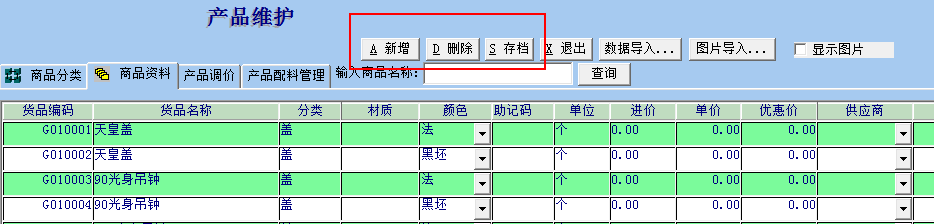 产品维护
A 新增 D 删除 S 存档 X 退出 数据导入... 图片导入... 显示图片
商品分类 商品资料 产品调价 产品配料管理 输入商品名称: 查询
货品编码 货品名称 分类 材质 颜色 助记码 单位 进价 单价 优惠价 供应商
G010001 天皇盖 盖 法 个 0.00 0.00 0.00
G010002 天皇盖 盖 黑坯 个 0.00 0.00 0.00
G010003 90光身吊钟 盖 法 个 0.00 0.00 0.00
G010004 90光身吊钟 盖 黑坯 个 0.00 0.00 0.00